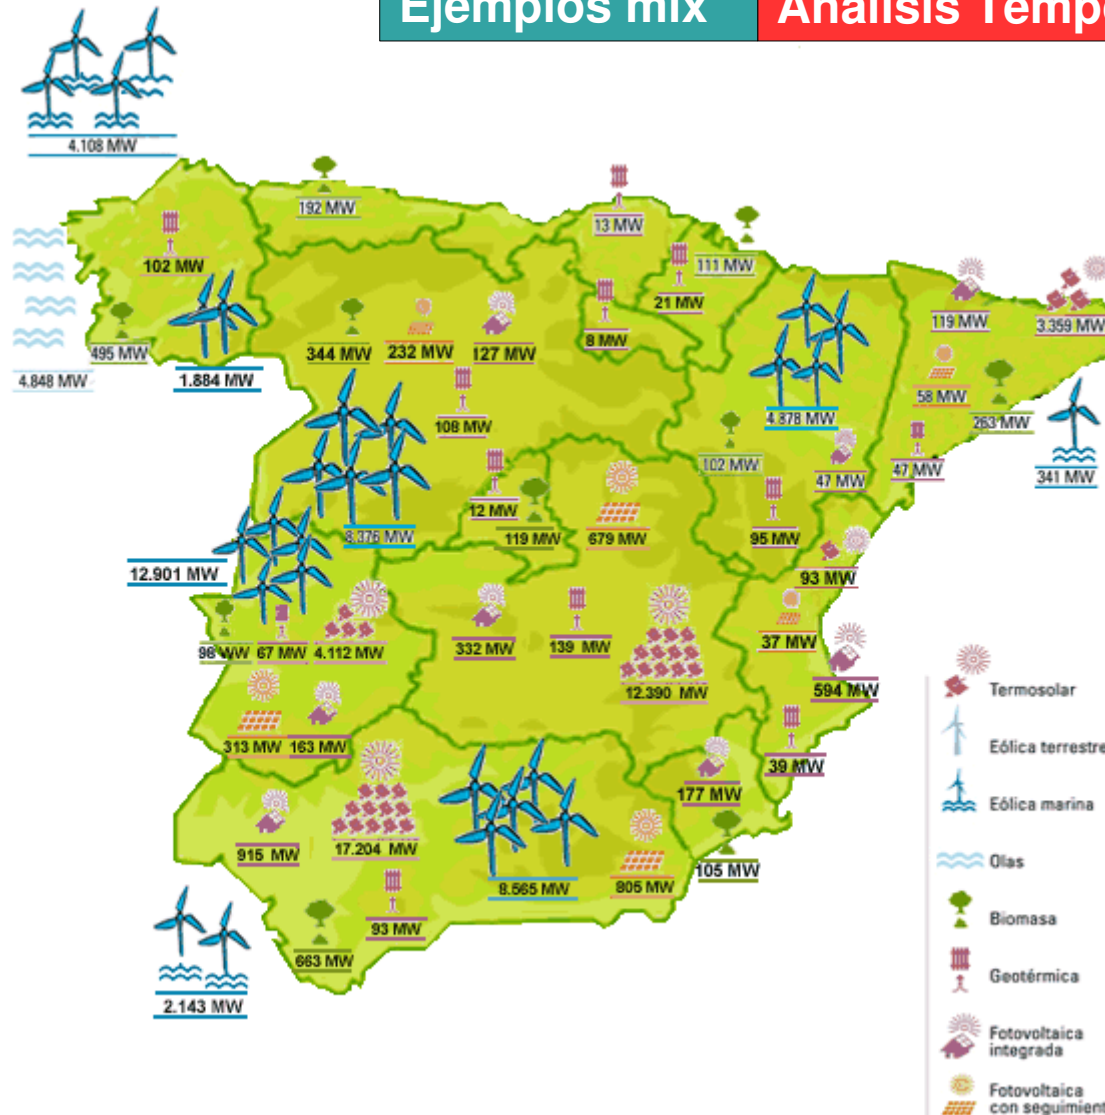 Ejemplos mix
Análisis Tempo
4.108 MW
192 MW
13 MW
102 MW
111 MW
21 MW
8 MW
119 MW
3.359 MW
495 MW
344 MW
232 MW
127 MW
4.848 MW
1.884 MW
58 MW
4.878 MW
263 MW
108 MW
102 MW
47 MW
47 MW
341 MW
12 MW
119 MW
679 MW
95 MW
8.376 MW
12.901 MW
93 MW
98 WW
67 MW
4.112 MW
332 MW
139 MW
37 MW
12.390 MW
594 MW
313 MW
163 MW
39 MW
177 MW
915 MW
17.204 MW
8.565 MW
805 MW
105 MW
93 MW
663 MW
2.143 MW
Termosolar
Eólica terrestre
Eólica marina
Olas
Biomasa
Geotérmica
Fotovoltaica
integrada
Fotovoltaica
con seguimient